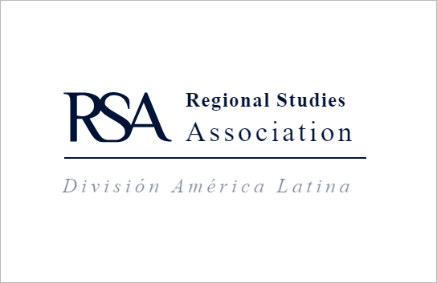 RSA
Regional Studies
Association
División América Latina